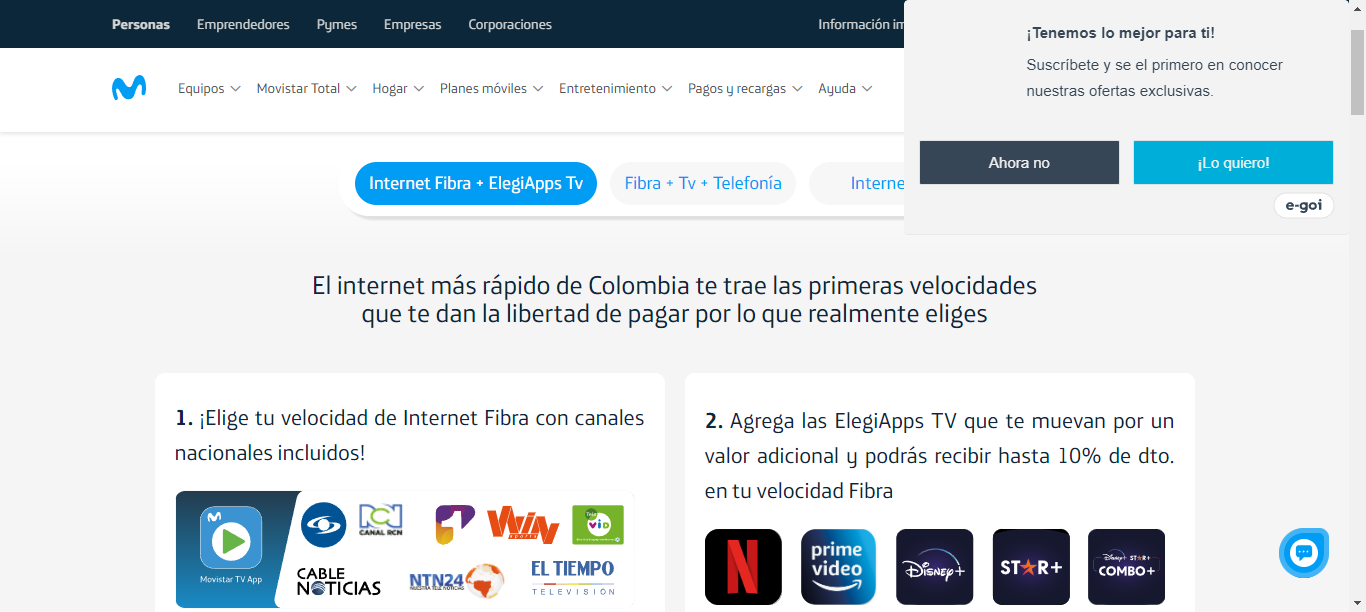 Personas Emprendedores Pymes Empresas Corporaciones
Información im
¡Tenemos lo mejor para ti!
Suscríbete y se el primero en conocer
nuestras ofertas exclusivas.
Ahora no
¡Lo quiero!
e-goi
Equipos Movistar Total Hogar Planes móviles Entretenimiento Pagos y recargas Ayuda
Internet Fibra + ElegiApps Tv
Fibra + Tv + Telefonía
Interne
El internet más rápido de Colombia te trae las primeras velocidades
que te dan la libertad de pagar por lo que realmente eliges
1. ¡Elige tu velocidad de Internet Fibra con canales
nacionales incluidos!
Movistar TV App
CANAL RCN
1
Win
sports
Tele
VID
CABLE
NOTICIAS
NTN24
NUESTRA TELE NOTICIAS
EL TIEMPO
TELEVISIÓN
2. Agrega las ElegiApps TV que te muevan por un
valor adicional y podrás recibir hasta 10% de dto.
en tu velocidad Fibra
N
prime
video
Disney+
STAR+
Disney+ STAR+
COMBO+